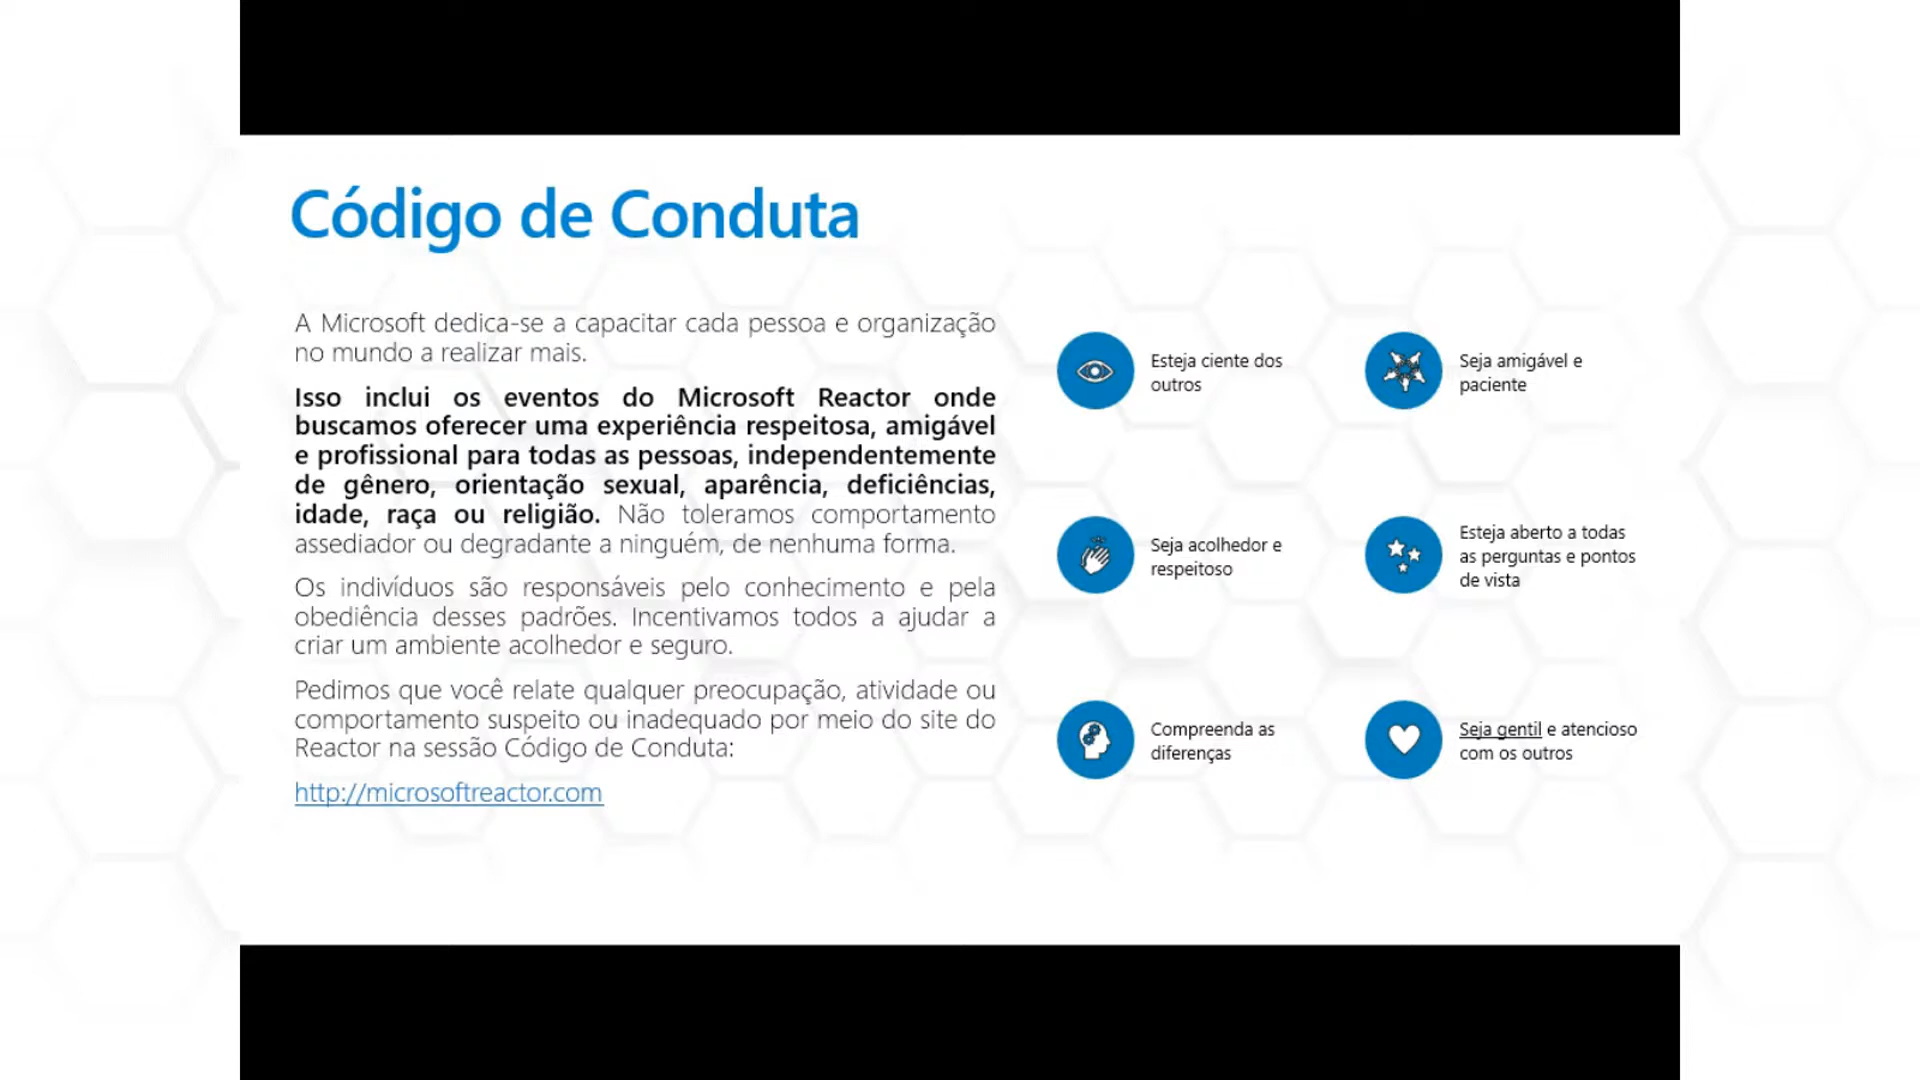 Código de Conduta
A Microsoft dedica-se a capacitar cada pessoa e organização
no mundo a realizar mais.
Isso inclui os eventos do Microsoft Reactor onde
buscamos oferecer uma experiência respeitosa, amigável
e profissional para todas as pessoas, independentemente
de gênero, orientação sexual, aparência, deficiências,
idade, raça ou religião. Não toleramos comportamento
assediador ou degradante a ninguém, de nenhuma forma.
Os indivíduos são responsáveis pelo conhecimento e pela
obediência desses padrões. Incentivamos todos a ajudar a
criar um ambiente acolhedor e seguro.
Pedimos que você relate qualquer preocupação, atividade ou
comportamento suspeito ou inadequado por meio do site do
Reactor na sessão Código de Conduta:
http://microsoftreactor.com
Esteja ciente dos
outros
Seja amigável e
paciente
Seja acolhedor e
respeitoso
Esteja aberto a todas
as perguntas e pontos
de vista
Compreenda as
diferenças
Seja gentil e atencioso
com os outros